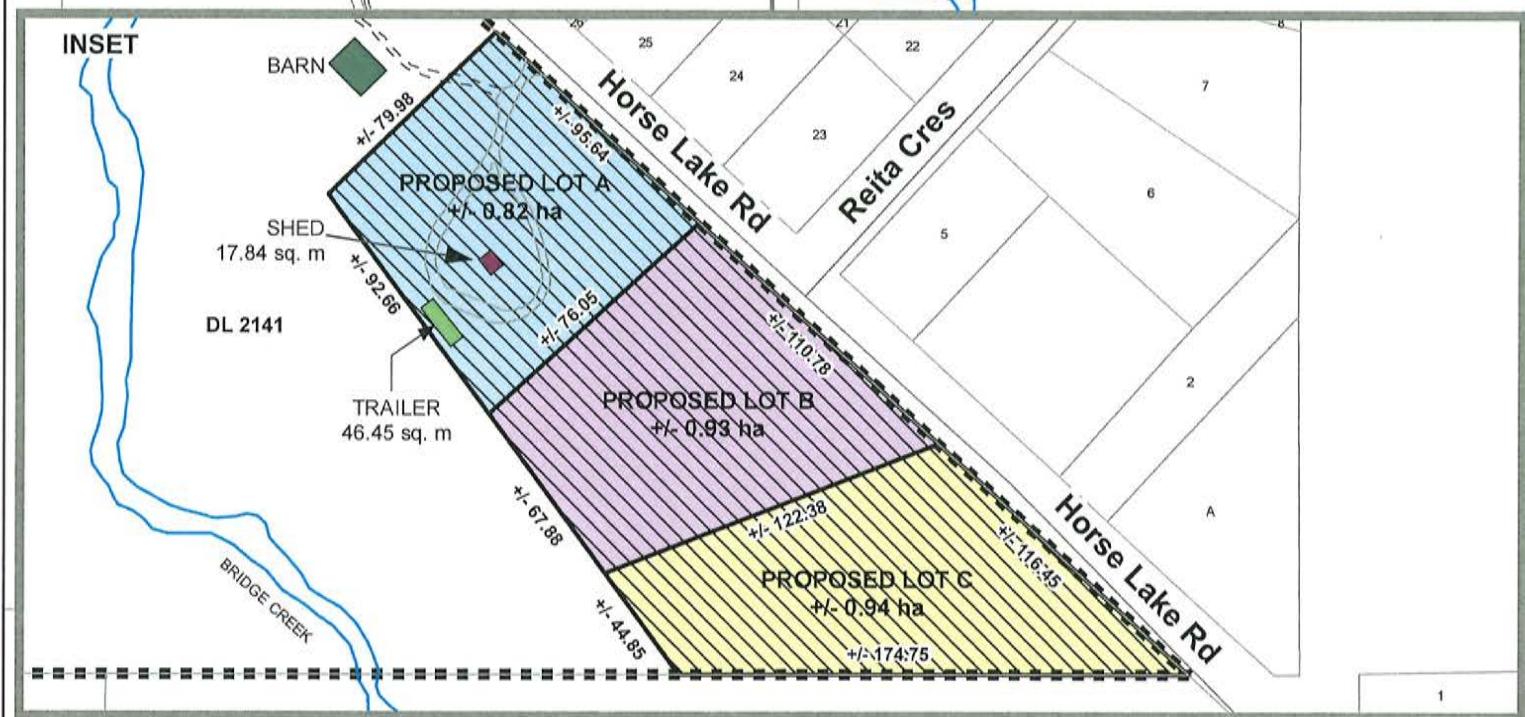 INSET
BARN
+/- 79.98
+/- 95.64
Horse Lake Rd
25
24
23
21
22
8
7
Reita Cres
6
5
2
A
PROPOSED LOT A
+/- 0.82 ha
SHED
17.84 sq. m
+/- 92.66
+/- 76.05
DL 2141
+/- 110.78
TRAILER
46.45 sq. m
PROPOSED LOT B
+/- 0.93 ha
+/- 67.88
+/- 122.38
Horse Lake Rd
+/- 116.45
BRIDGE CREEK
PROPOSED LOT C
+/- 0.94 ha
+/- 44.85
+/- 174.75
1